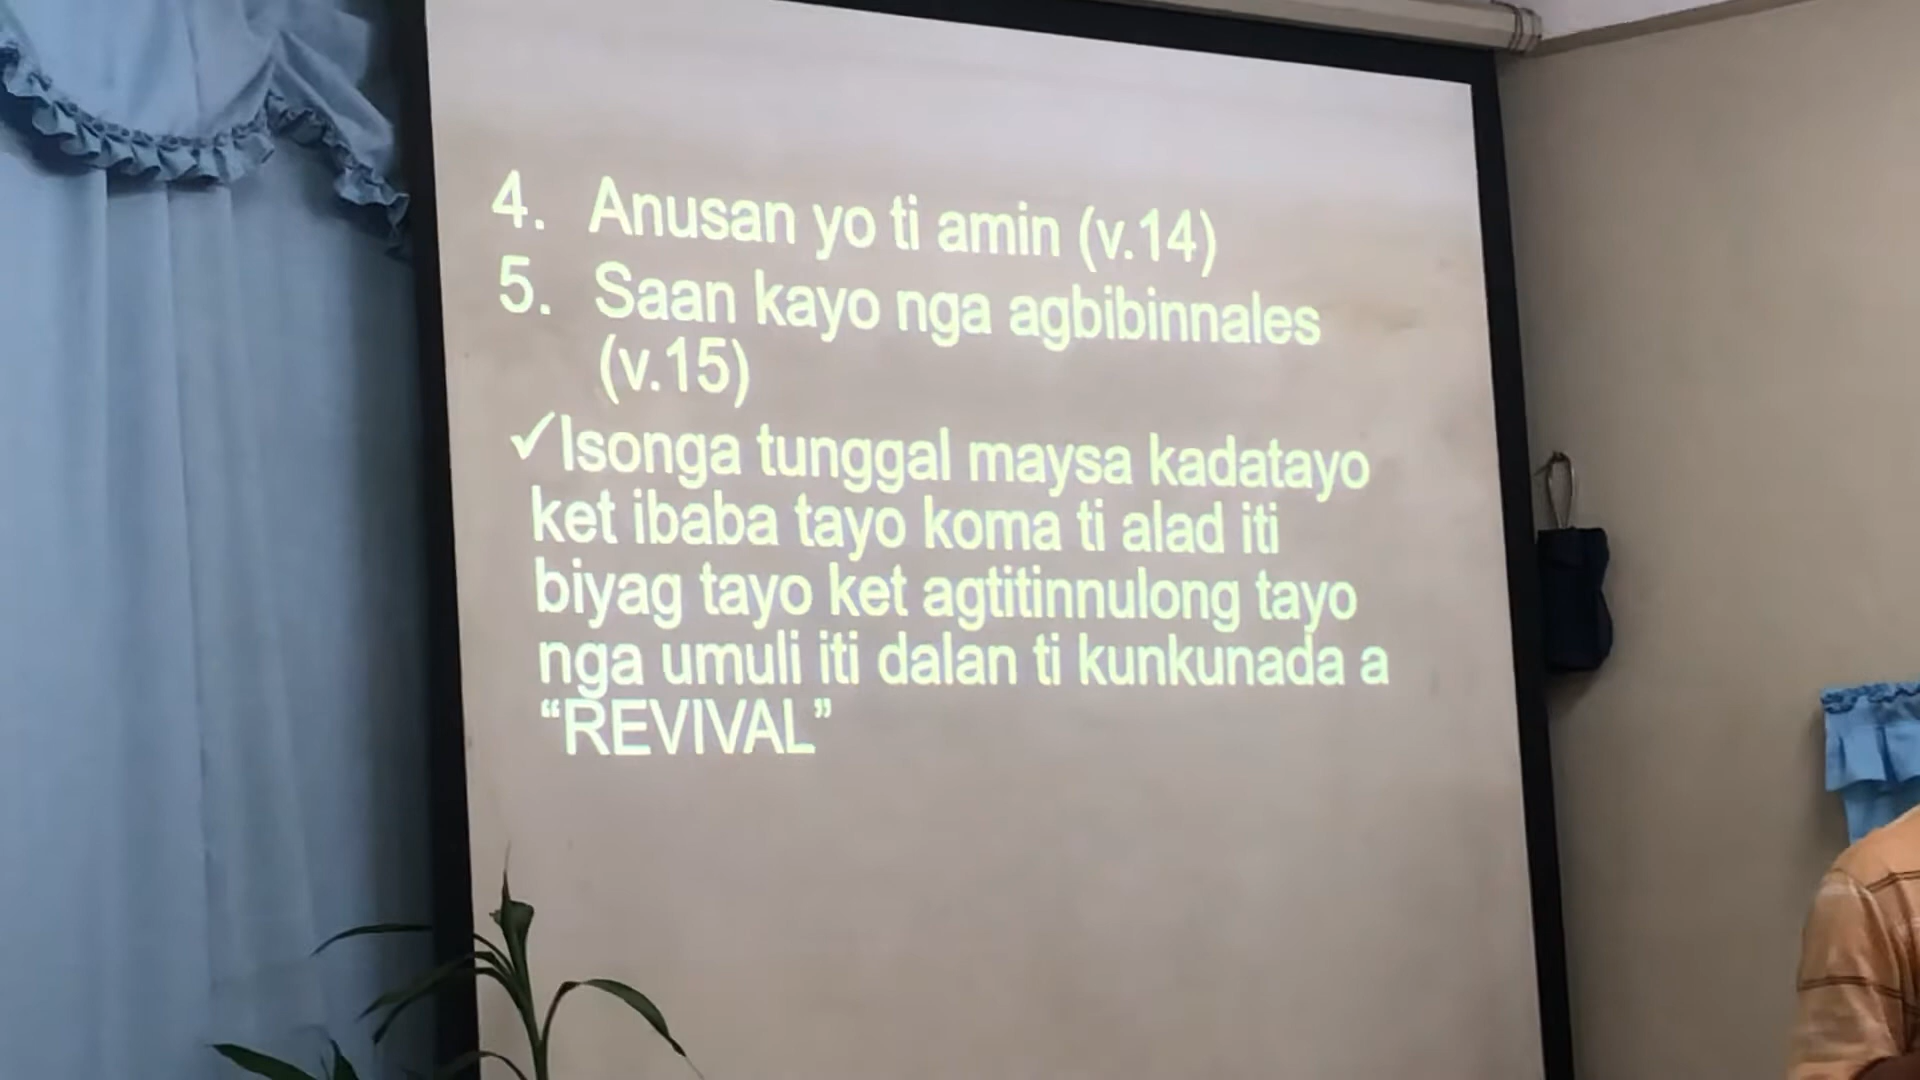 4. Anusan yo ti amin (v.14)
5. Saan kayo nga agbibinnales
(v.15)
✓Isonga tunggal maysa kadatayo
ket ibaba tayo koma ti alad iti
biyag tayo ket agtitinnulong tayo
nga umuli iti dalan ti kunkunada a
“REVIVAL”